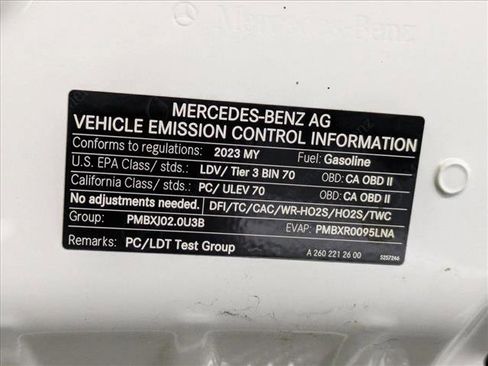 Mercedes-Benz
MERCEDES-BENZ AG
VEHICLE EMISSION CONTROL INFORMATION
Conforms to regulations: 2023 MY Fuel: Gasoline
U.S. EPA Class/ stds.: LDV/ Tier 3 BIN 70 OBD: CA OBD II
California Class/ stds.: PC/ ULEV 70 OBD: CA OBD II
No adjustments needed. DFI/TC/CAC/WR-HO2S/HO2S/TWC
Group: PMBXJ02.0U3B EVAP: PMBXR0095LNA
Remarks: PC/LDT Test Group A 260 221 26 00 5257246